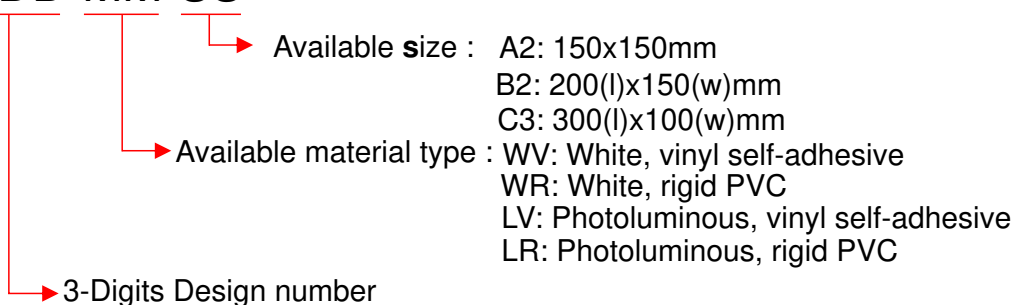 Available size : A2: 150x150mm
B2: 200(l)x150(w)mm
C3: 300(l)x100(w)mm
Available material type : WV: White, vinyl self-adhesive
WR: White, rigid PVC
LV: Photoluminous, vinyl self-adhesive
LR: Photoluminous, rigid PVC
3-Digits Design number